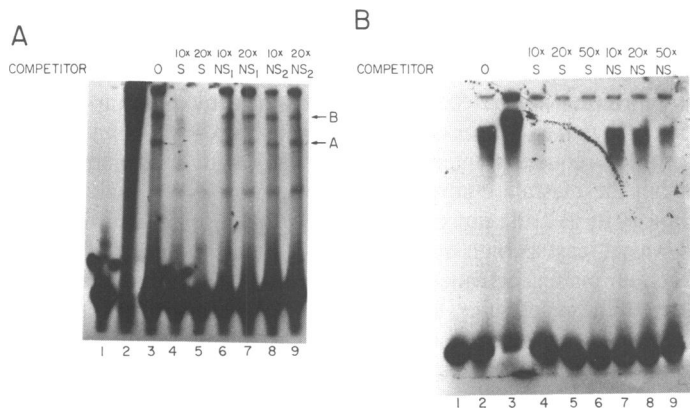 A
10x 20x 10x 20x 10x 20x
COMPETITOR O S S NS₁ NS₁ NS₂ NS₂
←B
←A
1 2 3 4 5 6 7 8 9
B
10x 20x 50x 10x 20x 50x
COMPETITOR O S S S NS NS NS
1 2 3 4 5 6 7 8 9